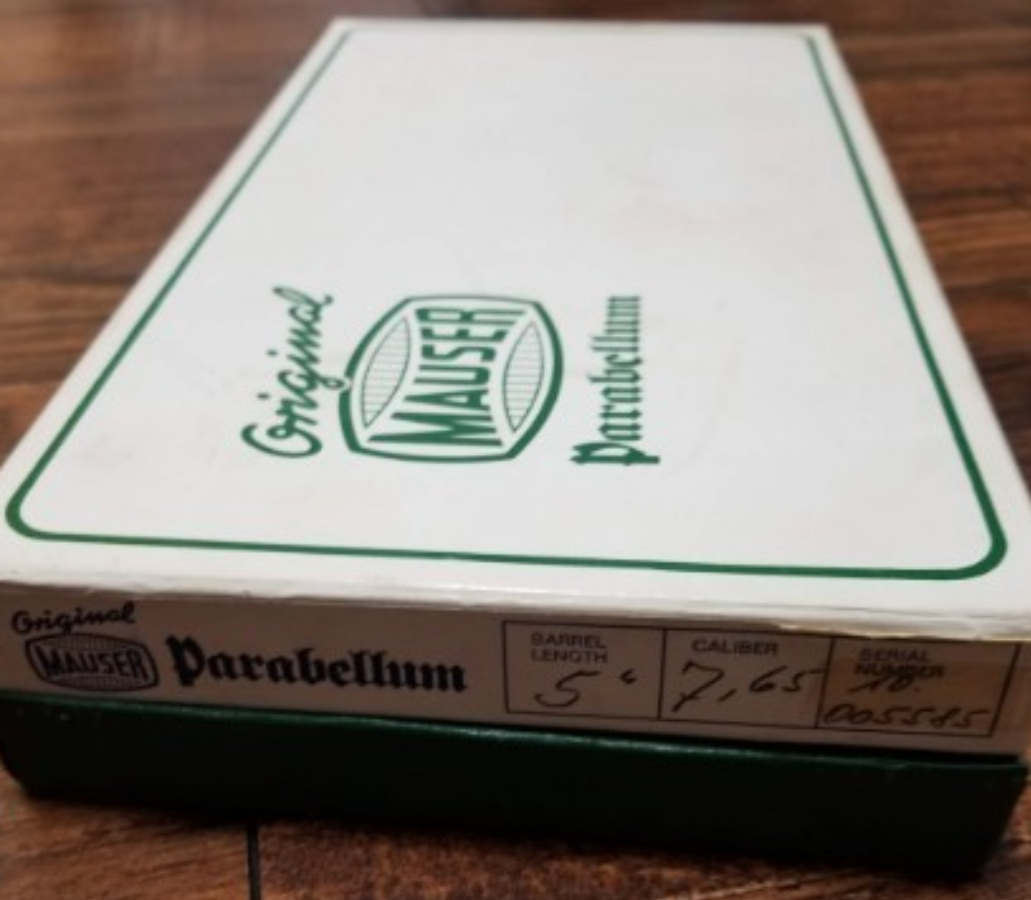 Original
MAUSER
Parabellum
Original
MAUSER
Parabellum
BARREL LENGTH
5"
CALIBER
7,65
SERIAL NUMBER
10.
005585